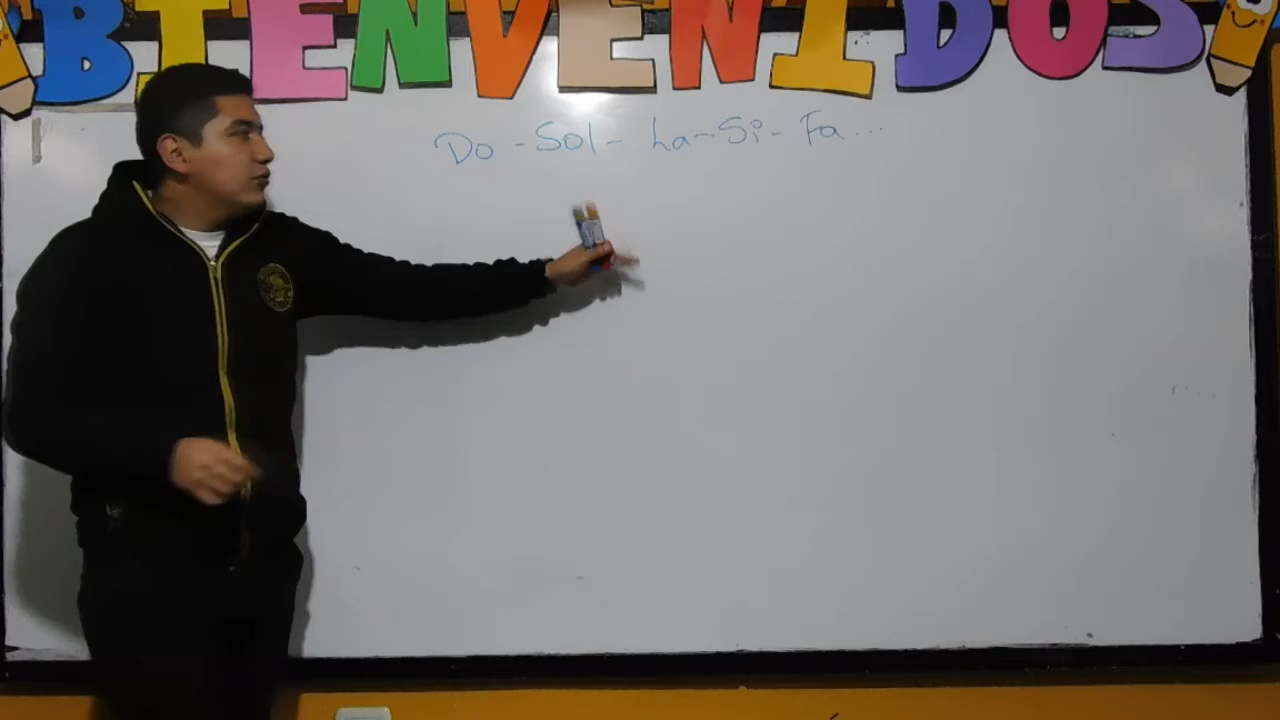 BIENVENIDOS
Do - Sol - La - Si - Fa ...